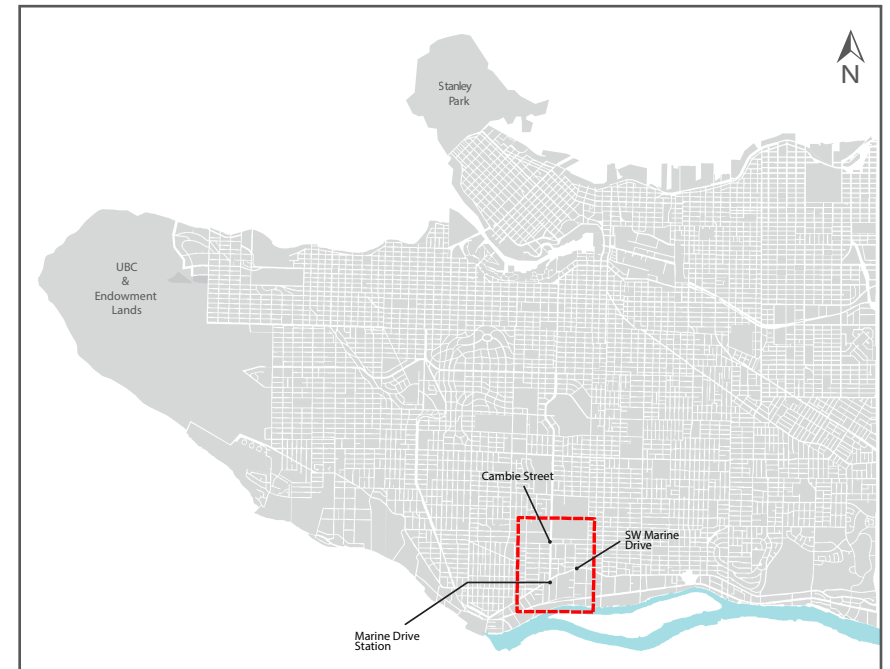 N
Stanley
Park
UBC
&
Endowment
Lands
Cambie Street
SW Marine
Drive
Marine Drive
Station